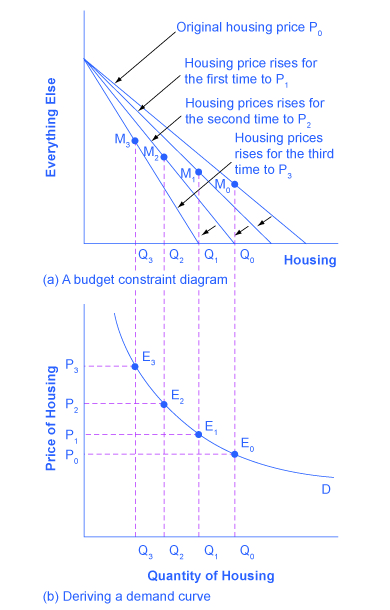 Original housing price P0
Housing price rises for
the first time to P1
Housing prices rises for
the second time to P2
Housing prices
rises for the third
time to P3
Everything Else
M3
M2
M1
M0
Q3 Q2 Q1 Q0
Housing
(a) A budget constraint diagram
Price of Housing
P3
P2
P1
P0
E3
E2
E1
E0
D
Q3 Q2 Q1 Q0
Quantity of Housing
(b) Deriving a demand curve